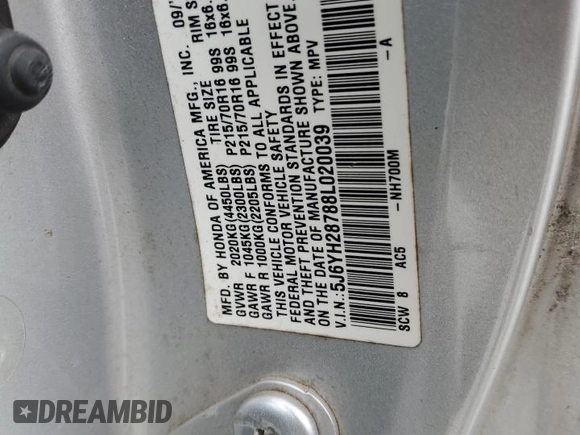 MFD. BY HONDA OF AMERICA MFG., INC. 09/
GVWR 2020KG(4450LBS) TIRE SIZE RIM S
GAWR F 1045KG(2300LBS) P215/70R16 99S 16x6.
GAWR R 1000KG(2205LBS) P215/70R16 99S 16x6.
THIS VEHICLE CONFORMS TO ALL APPLICABLE
FEDERAL MOTOR VEHICLE SAFETY
AND THEFT PREVENTION STANDARDS IN EFFECT
ON THE DATE OF MANUFACTURE SHOWN ABOVE.
V.I.N.:5J6YH28788L020039 TYPE: MPV
SCW 8 AC5 -NH700M -A
DREAMBID